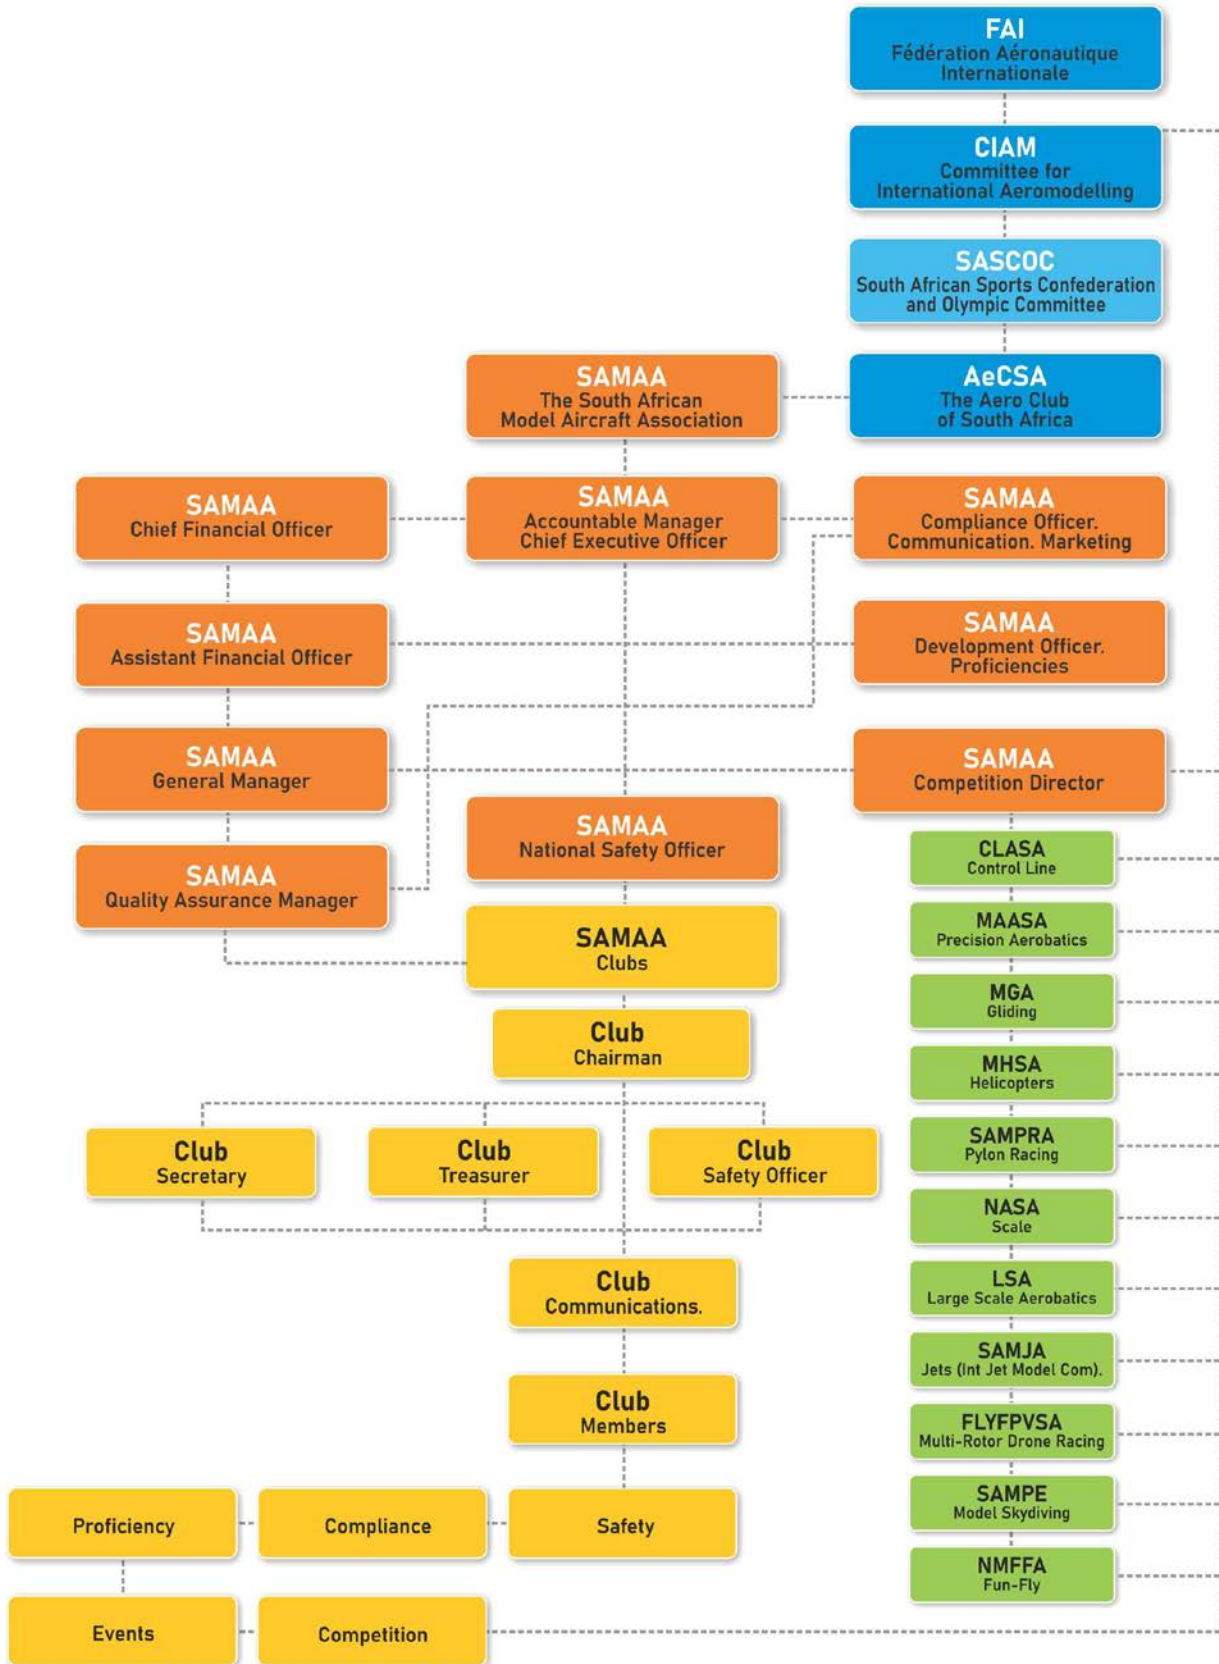 FAI
Fédération Aéronautique
Internationale
CIAM
Committee for
International Aeromodelling
SASCOC
South African Sports Confederation
and Olympic Committee
AeCSA
The Aero Club
of South Africa
SAMAA
The South African
Model Aircraft Association
SAMAA
Chief Financial Officer
SAMAA
Accountable Manager
Chief Executive Officer
SAMAA
Compliance Officer.
Communication. Marketing
SAMAA
Assistant Financial Officer
SAMAA
Development Officer.
Proficiencies
SAMAA
General Manager
SAMAA
Competition Director
SAMAA
National Safety Officer
SAMAA
Quality Assurance Manager
SAMAA
Clubs
Club
Chairman
Club
Secretary
Club
Treasurer
Club
Safety Officer
Club
Communications.
Club
Members
Proficiency
Compliance
Safety
Events
Competition
CLASA
Control Line
MAASA
Precision Aerobatics
MGA
Gliding
MHSA
Helicopters
SAMPRA
Pylon Racing
NASA
Scale
LSA
Large Scale Aerobatics
SAMJA
Jets (Int Jet Model Com).
FLYFPVSA
Multi-Rotor Drone Racing
SAMPE
Model Skydiving
NMFFA
Fun-Fly